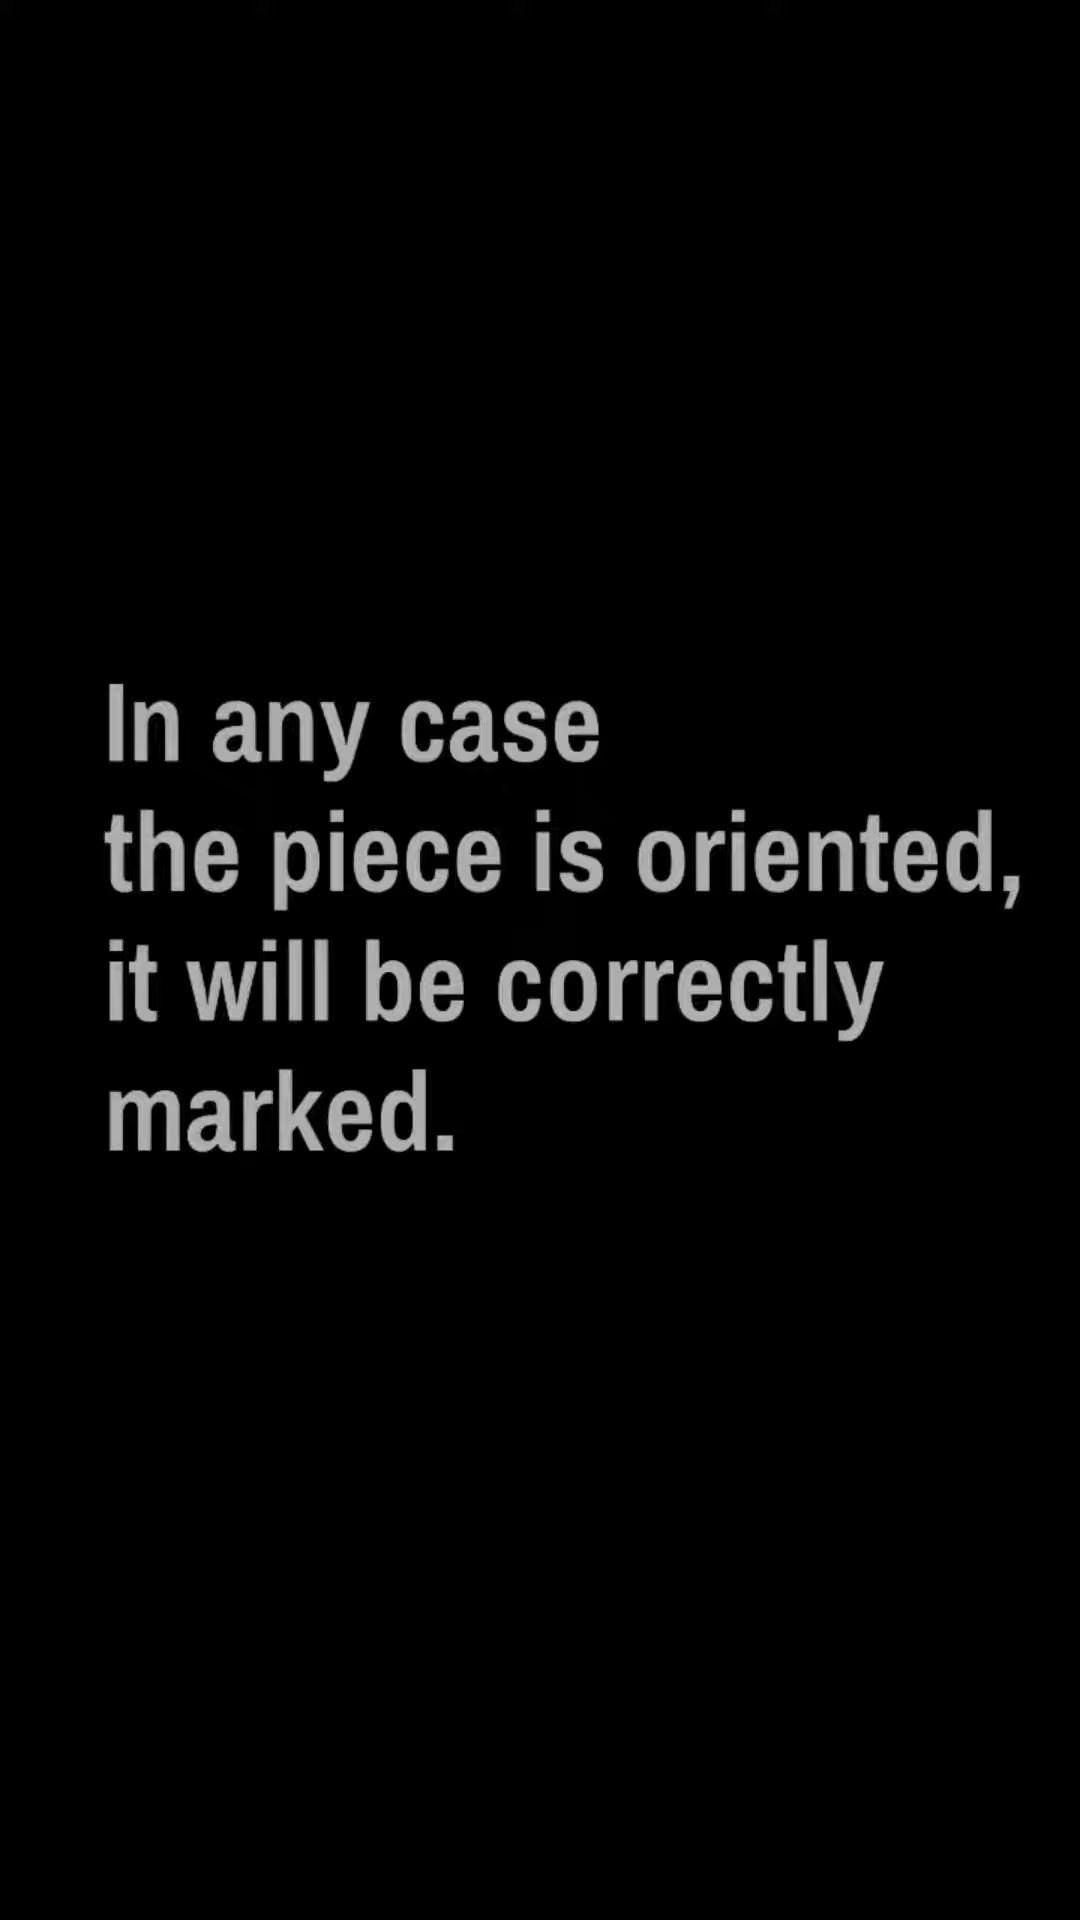 In any case
the piece is oriented,
it will be correctly
marked.